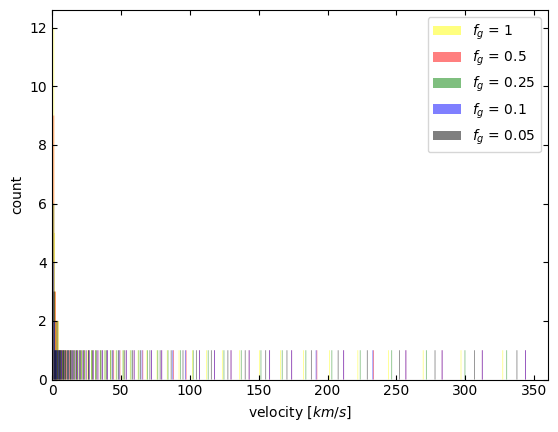 12
10
8
6
4
2
0
count
0
50
100
150
200
250
300
350
velocity [km/s]
f_g = 1
f_g = 0.5
f_g = 0.25
f_g = 0.1
f_g = 0.05